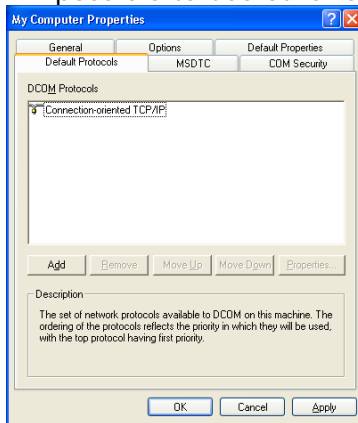 My Computer Properties
General Options Default Properties
Default Protocols MSDTC COM Security
DCOM Protocols
Connection-oriented TCP/IP
Add Remove Move Up Move Down Properties...
Description
The set of network protocols available to DCOM on this machine. The
ordering of the protocols reflects the priority in which they will be used,
with the top protocol having first priority.
OK Cancel Apply